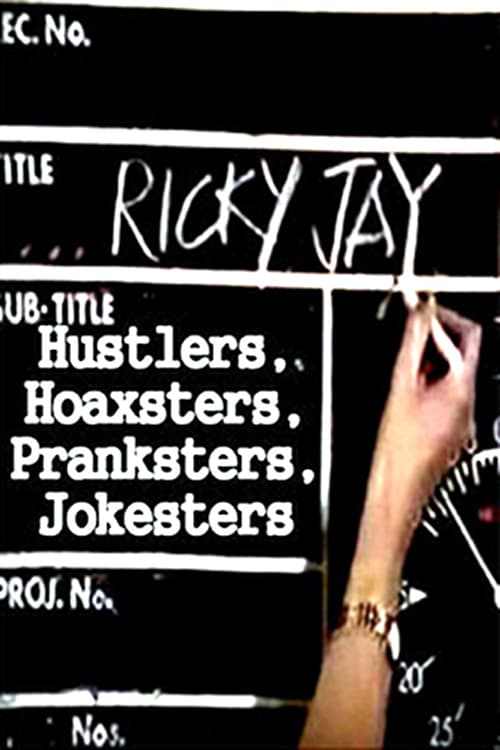 EC. No.
TITLE
RICKY JAY
SUB-TITLE
Hustlers,
Hoaxsters,
Pranksters,
Jokesters
PROJ. No.
20'
25'
Nos.